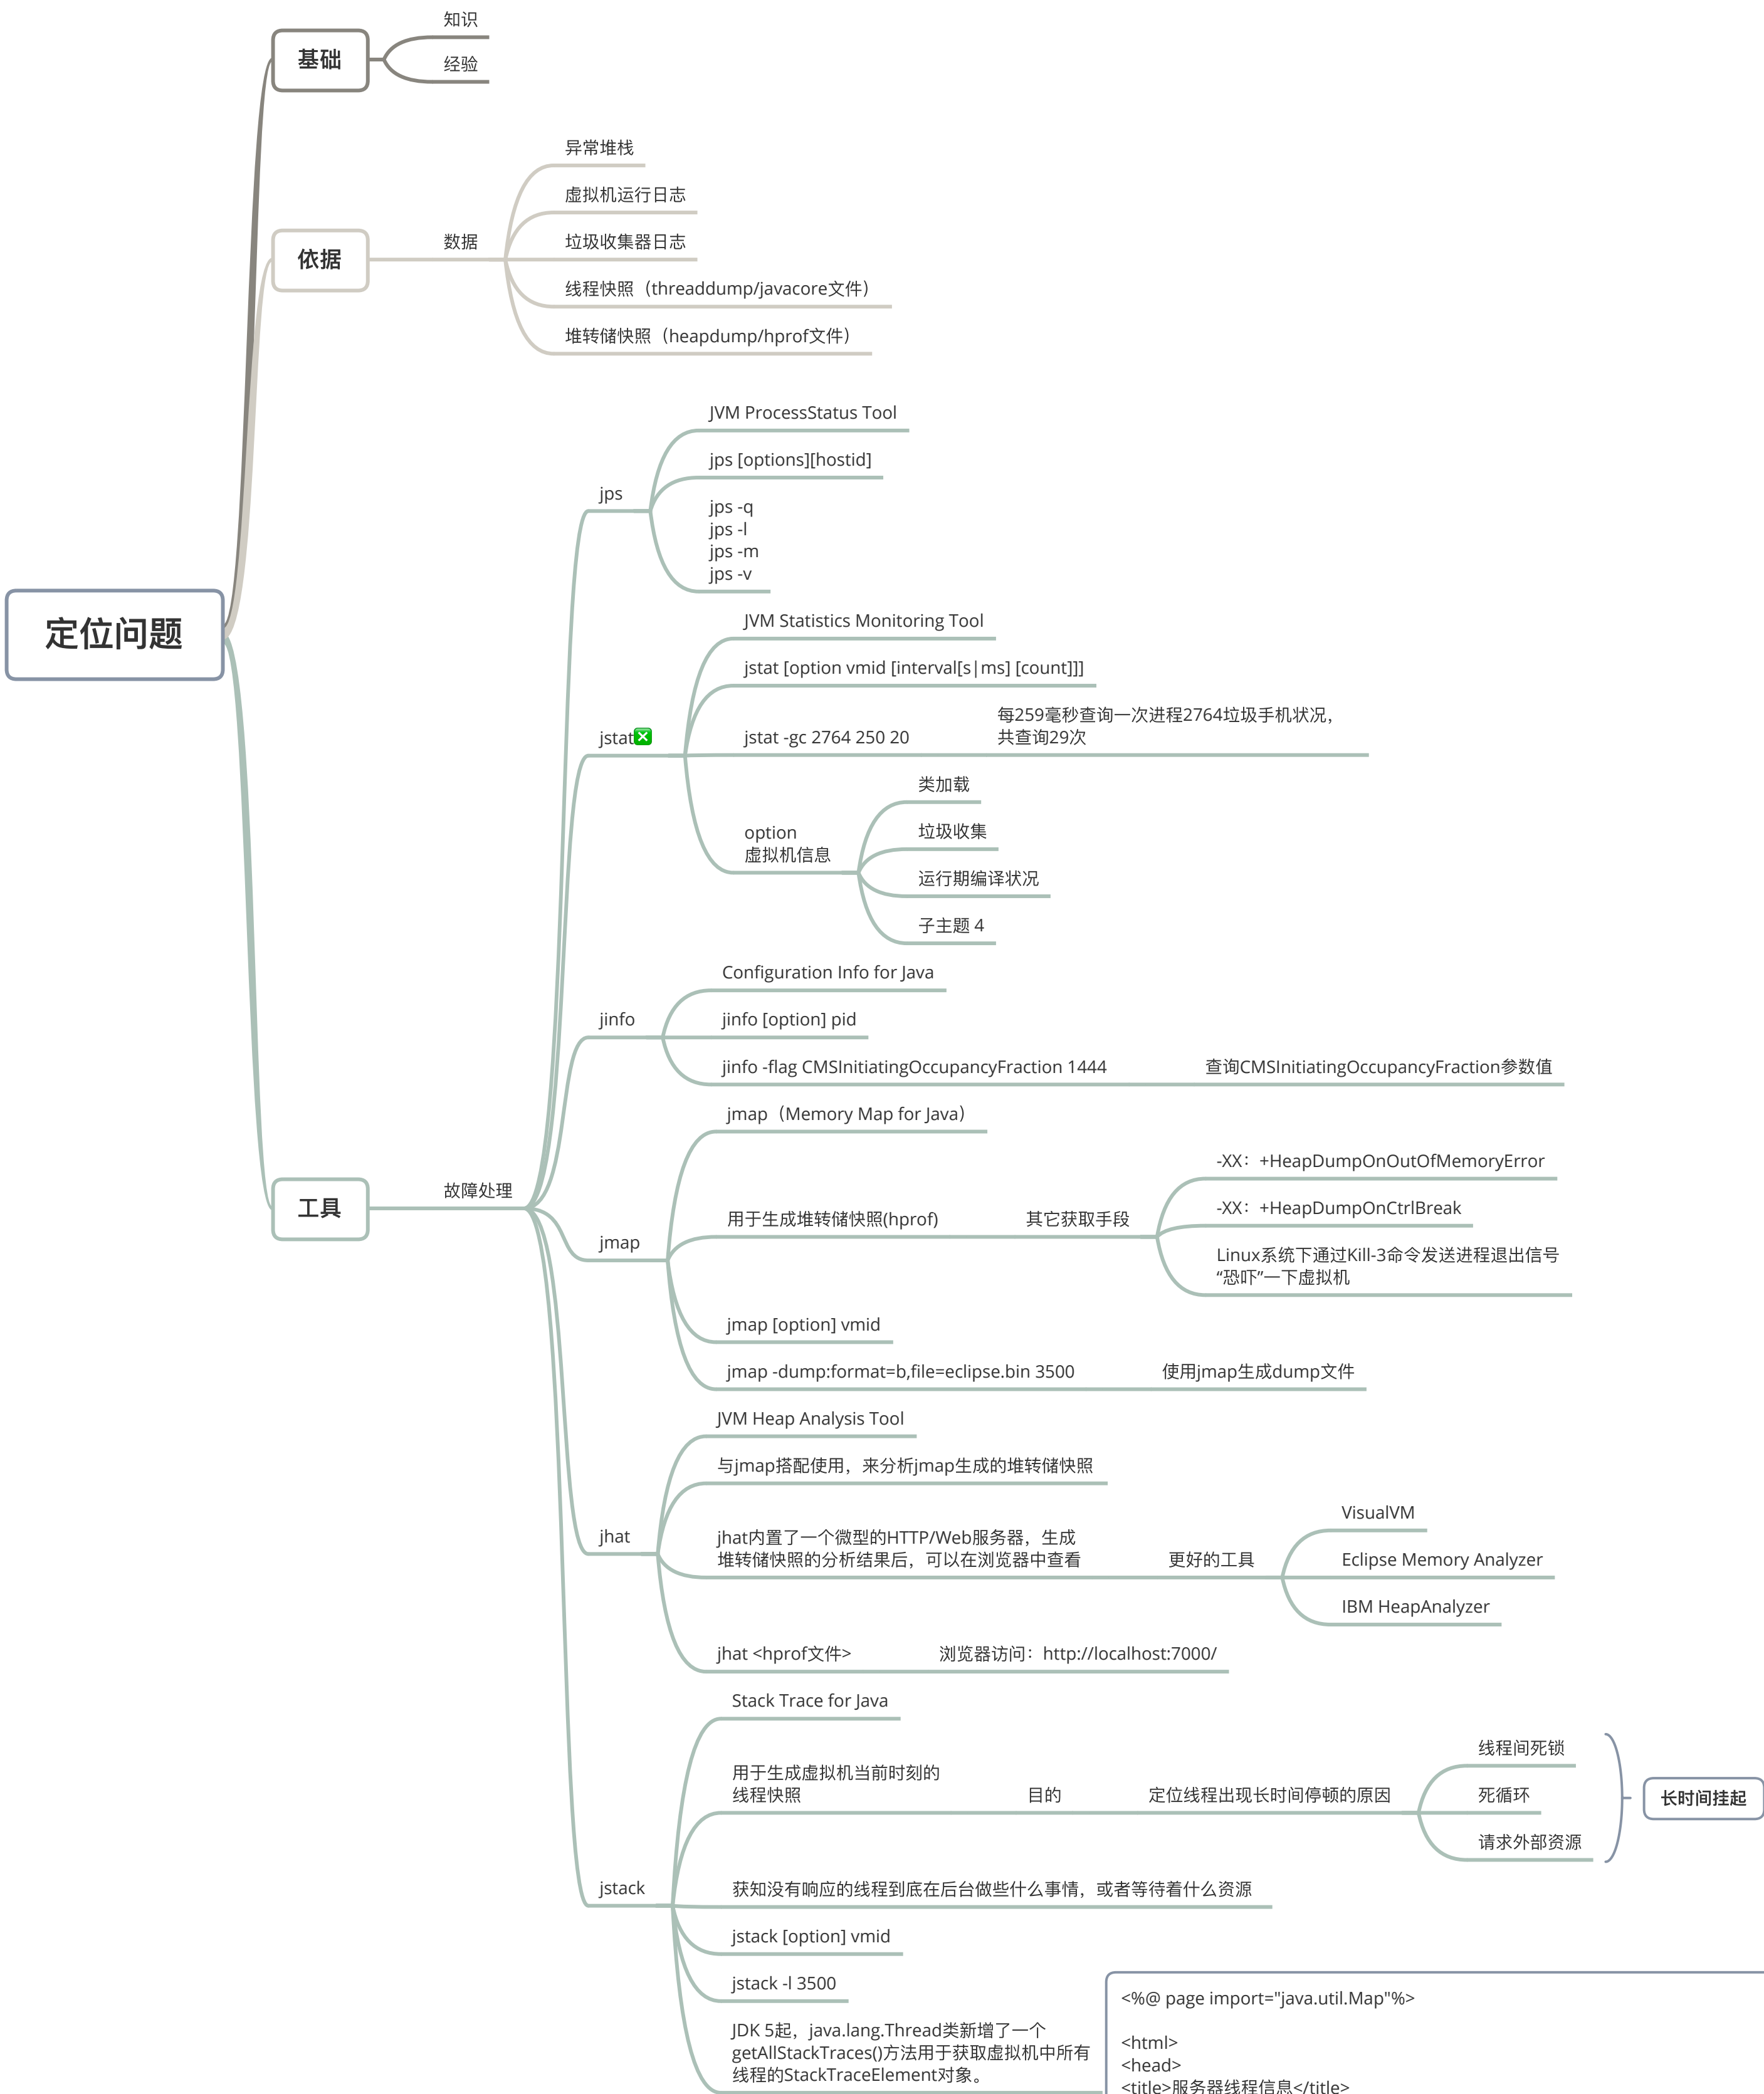 定位问题
基础
知识
经验
依据
数据
异常堆栈
虚拟机运行日志
垃圾收集器日志
线程快照（threaddump/javacore文件）
堆转储快照（heapdump/hprof文件）
工具
故障处理
jps
JVM ProcessStatus Tool
jps [options][hostid]
jps -q
jps -l
jps -m
jps -v
jstat
JVM Statistics Monitoring Tool
jstat [option vmid [interval[s|ms] [count]]]
jstat -gc 2764 250 20
每259毫秒查询一次进程2764垃圾手机状况，
共查询29次
option
虚拟机信息
类加载
垃圾收集
运行期编译状况
子主题 4
jinfo
Configuration Info for Java
jinfo [option] pid
jinfo -flag CMSInitiatingOccupancyFraction 1444
查询CMSInitiatingOccupancyFraction参数值
jmap
jmap（Memory Map for Java）
用于生成堆转储快照(hprof)
其它获取手段
-XX：+HeapDumpOnOutOfMemoryError
-XX：+HeapDumpOnCtrlBreak
Linux系统下通过Kill-3命令发送进程退出信号
“恐吓”一下虚拟机
jmap [option] vmid
jmap -dump:format=b,file=eclipse.bin 3500
使用jmap生成dump文件
jhat
JVM Heap Analysis Tool
与jmap搭配使用，来分析jmap生成的堆转储快照
jhat内置了一个微型的HTTP/Web服务器，生成
堆转储快照的分析结果后，可以在浏览器中查看
更好的工具
VisualVM
Eclipse Memory Analyzer
IBM HeapAnalyzer
jhat <hprof文件>
浏览器访问：http://localhost:7000/
jstack
Stack Trace for Java
用于生成虚拟机当前时刻的
线程快照
目的
定位线程出现长时间停顿的原因
线程间死锁
死循环
请求外部资源
长时间挂起
获知没有响应的线程到底在后台做些什么事情，或者等待着什么资源
jstack [option] vmid
jstack -l 3500
JDK 5起，java.lang.Thread类新增了一个
getAllStackTraces()方法用于获取虚拟机中所有
线程的StackTraceElement对象。
<%@ page import="java.util.Map"%>
<html>
<head>
<title>服务器线程信息</title>